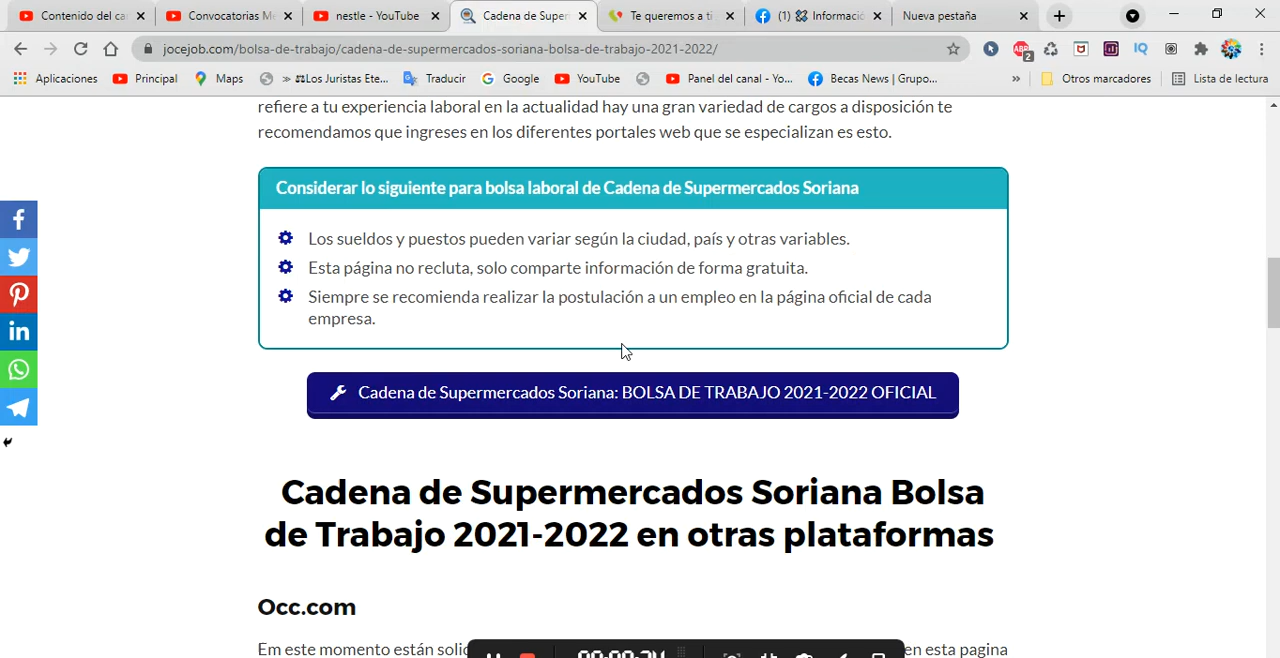 Contenido del ca
Convocatorias M
nestle - YouTube
Cadena de Super
Te queremos a ti
(1) Informació
Nueva pestaña
jocejob.com/bolsa-de-trabajo/cadena-de-supermercados-soriana-bolsa-de-trabajo-2021-2022/
ABP
2
IQ
Aplicaciones
Principal
Maps
» Los Juristas Ete...
Traducir
Google
YouTube
Panel del canal - Yo...
Becas News | Grupo...
»
Otros marcadores
Lista de lectura
refiere a tu experiencia laboral en la actualidad hay una gran variedad de cargos a disposición te
recomendamos que ingreses en los diferentes portales web que se especializan es esto.
Considerar lo siguiente para bolsa laboral de Cadena de Supermercados Soriana
Los sueldos y puestos pueden variar según la ciudad, país y otras variables.
Esta página no recluta, solo comparte información de forma gratuita.
Siempre se recomienda realizar la postulación a un empleo en la página oficial de cada
empresa.
Cadena de Supermercados Soriana: BOLSA DE TRABAJO 2021-2022 OFICIAL
Cadena de Supermercados Soriana Bolsa
de Trabajo 2021-2022 en otras plataformas
Occ.com
Em este momento están solic
en esta pagina